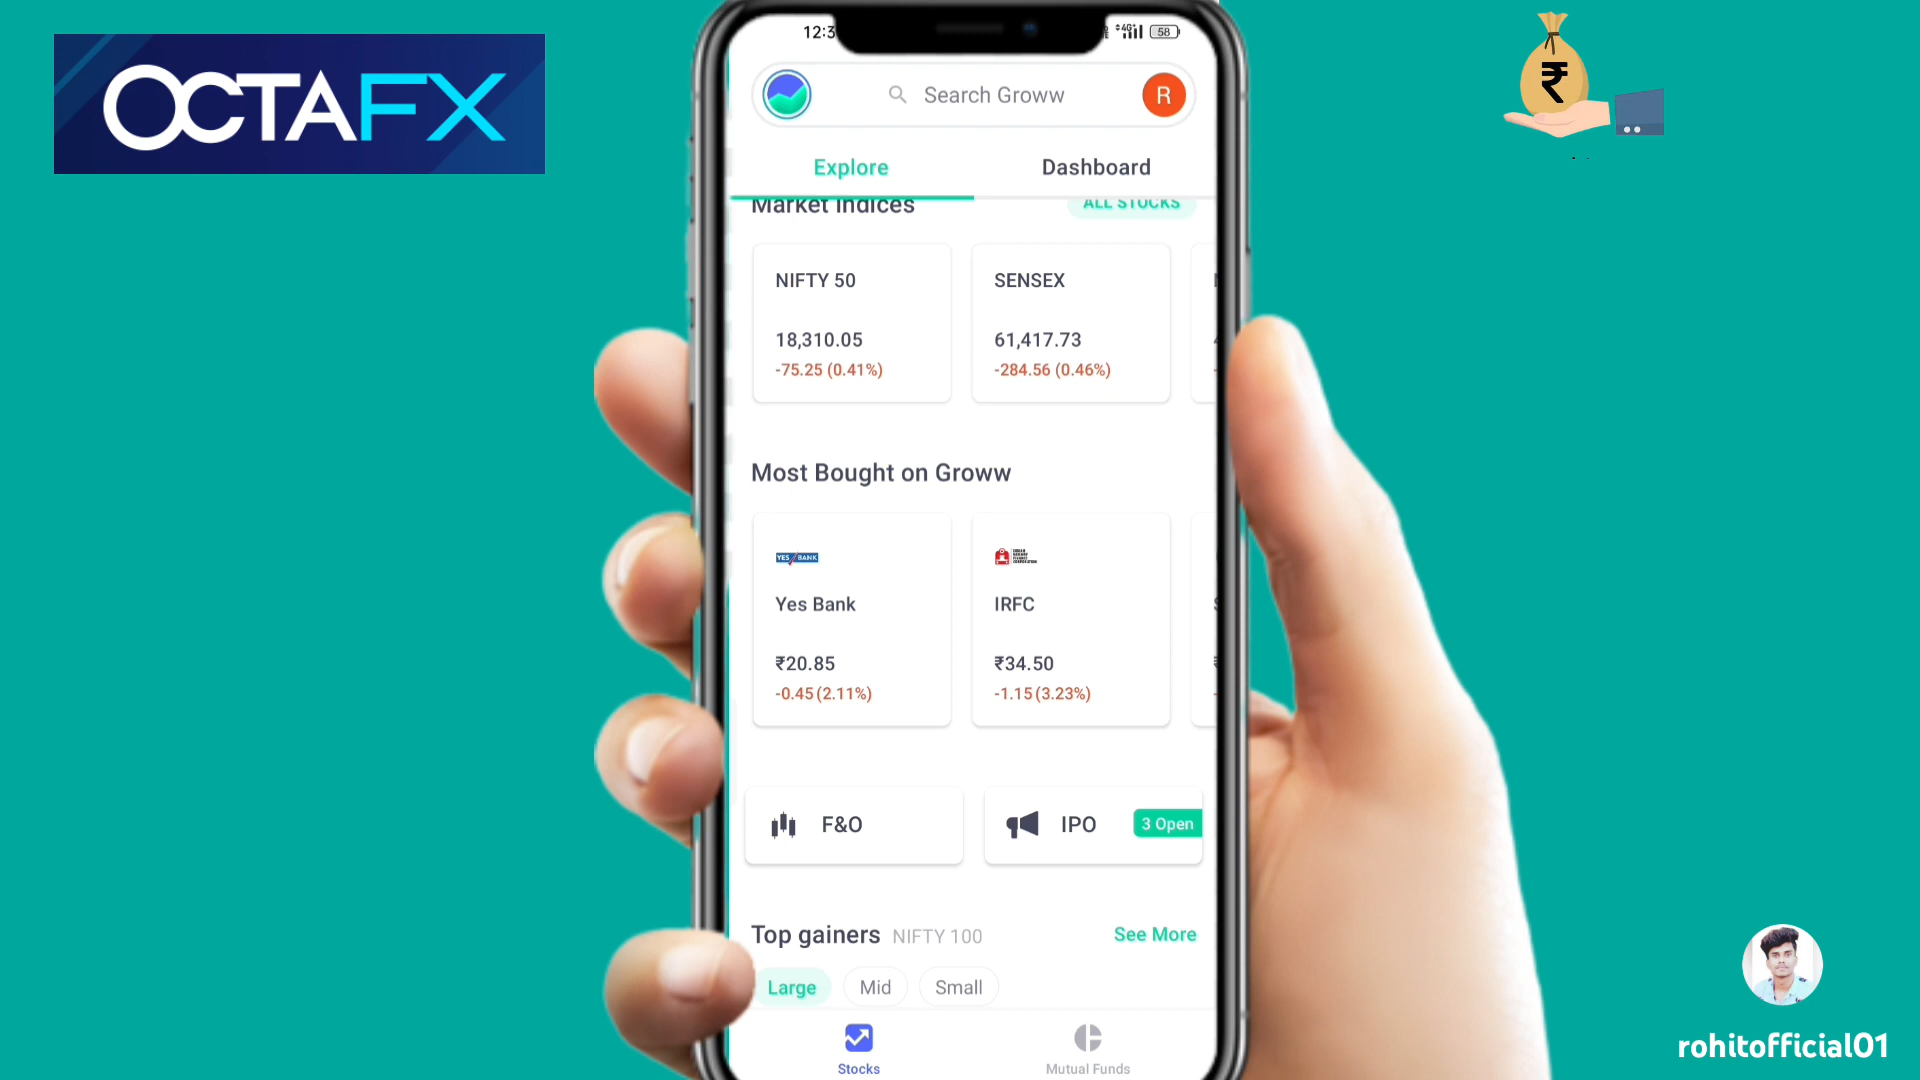 OCTAFX
₹
12:3
4G+
58
Search Groww
R
Explore
Dashboard
Market Indices
ALL STOCKS
NIFTY 50
SENSEX
18,310.05
61,417.73
-75.25 (0.41%)
-284.56 (0.46%)
Most Bought on Groww
YES BANK
Yes Bank
IRFC
₹20.85
₹34.50
-0.45 (2.11%)
-1.15 (3.23%)
F&O
IPO
3 Open
Top gainers NIFTY 100
See More
Large
Mid
Small
Stocks
Mutual Funds
rohitofficial01